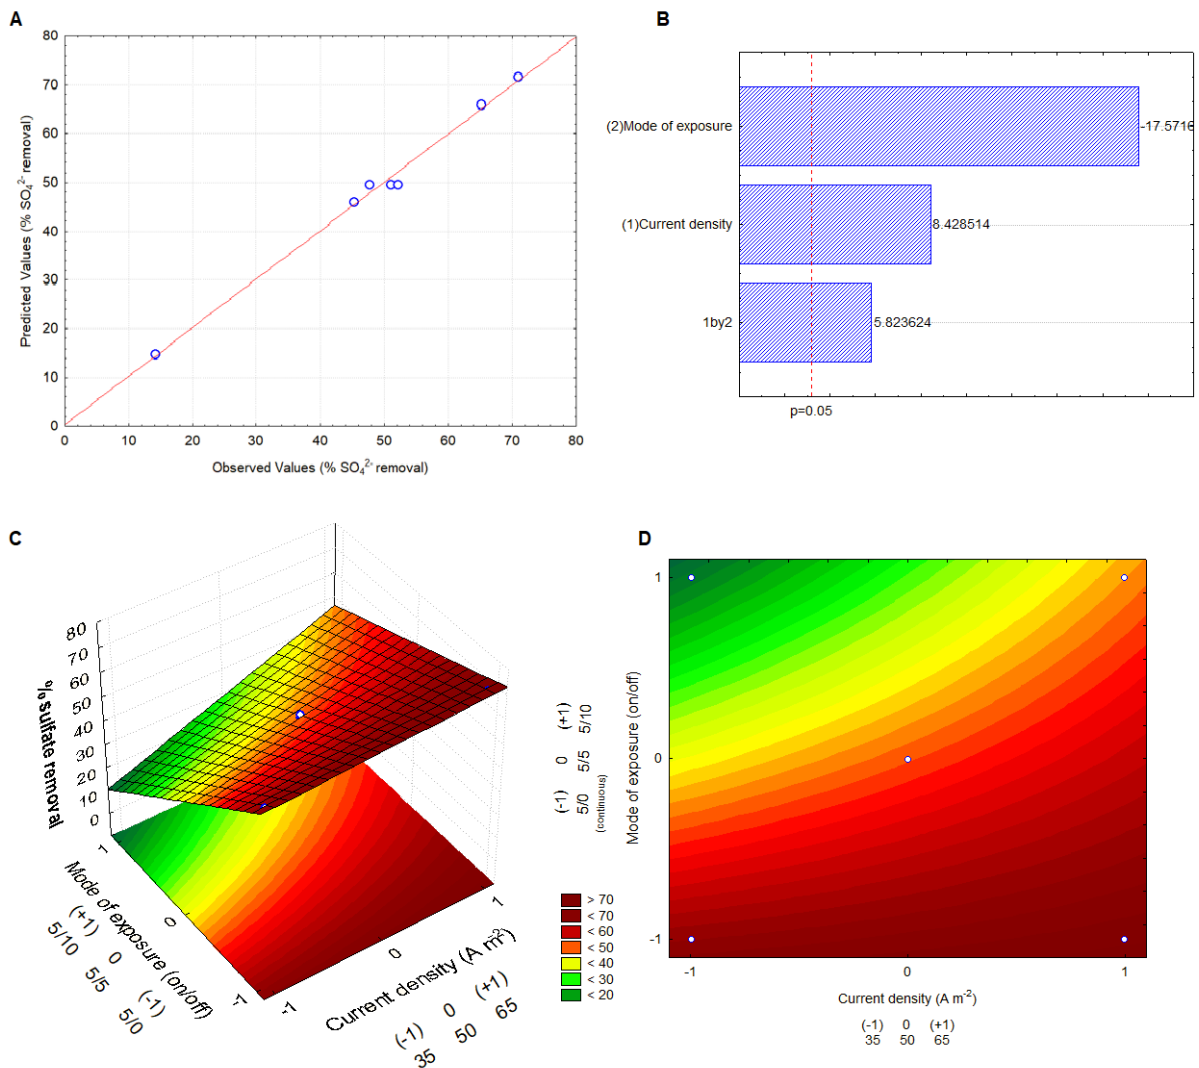 A
80
70
60
50
40
30
20
10
0
0 10 20 30 40 50 60 70 80
Predicted Values (% SO₄²⁻ removal)
Observed Values (% SO₄²⁻ removal)
B
(2)Mode of exposure
-17.5716
(1)Current density
8.428514
1by2
5.823624
p=0.05
C
80
70
60
50
40
30
20
10
0
% sulfate removal
1
0
-1
Mode of exposure (on/off)
(+1) 0 (-1)
5/10 5/5 5/0
-1
0
1
Current density (A m⁻²)
(-1) 0 (+1)
35 50 65
> 70
< 70
< 60
< 50
< 40
< 30
< 20
D
(-1) 0 (+1)
5/0 5/5 5/10
(continuous)
Mode of exposure (on/off)
1
0
-1
-1 0 1
Current density (A m⁻²)
(-1) 0 (+1)
35 50 65